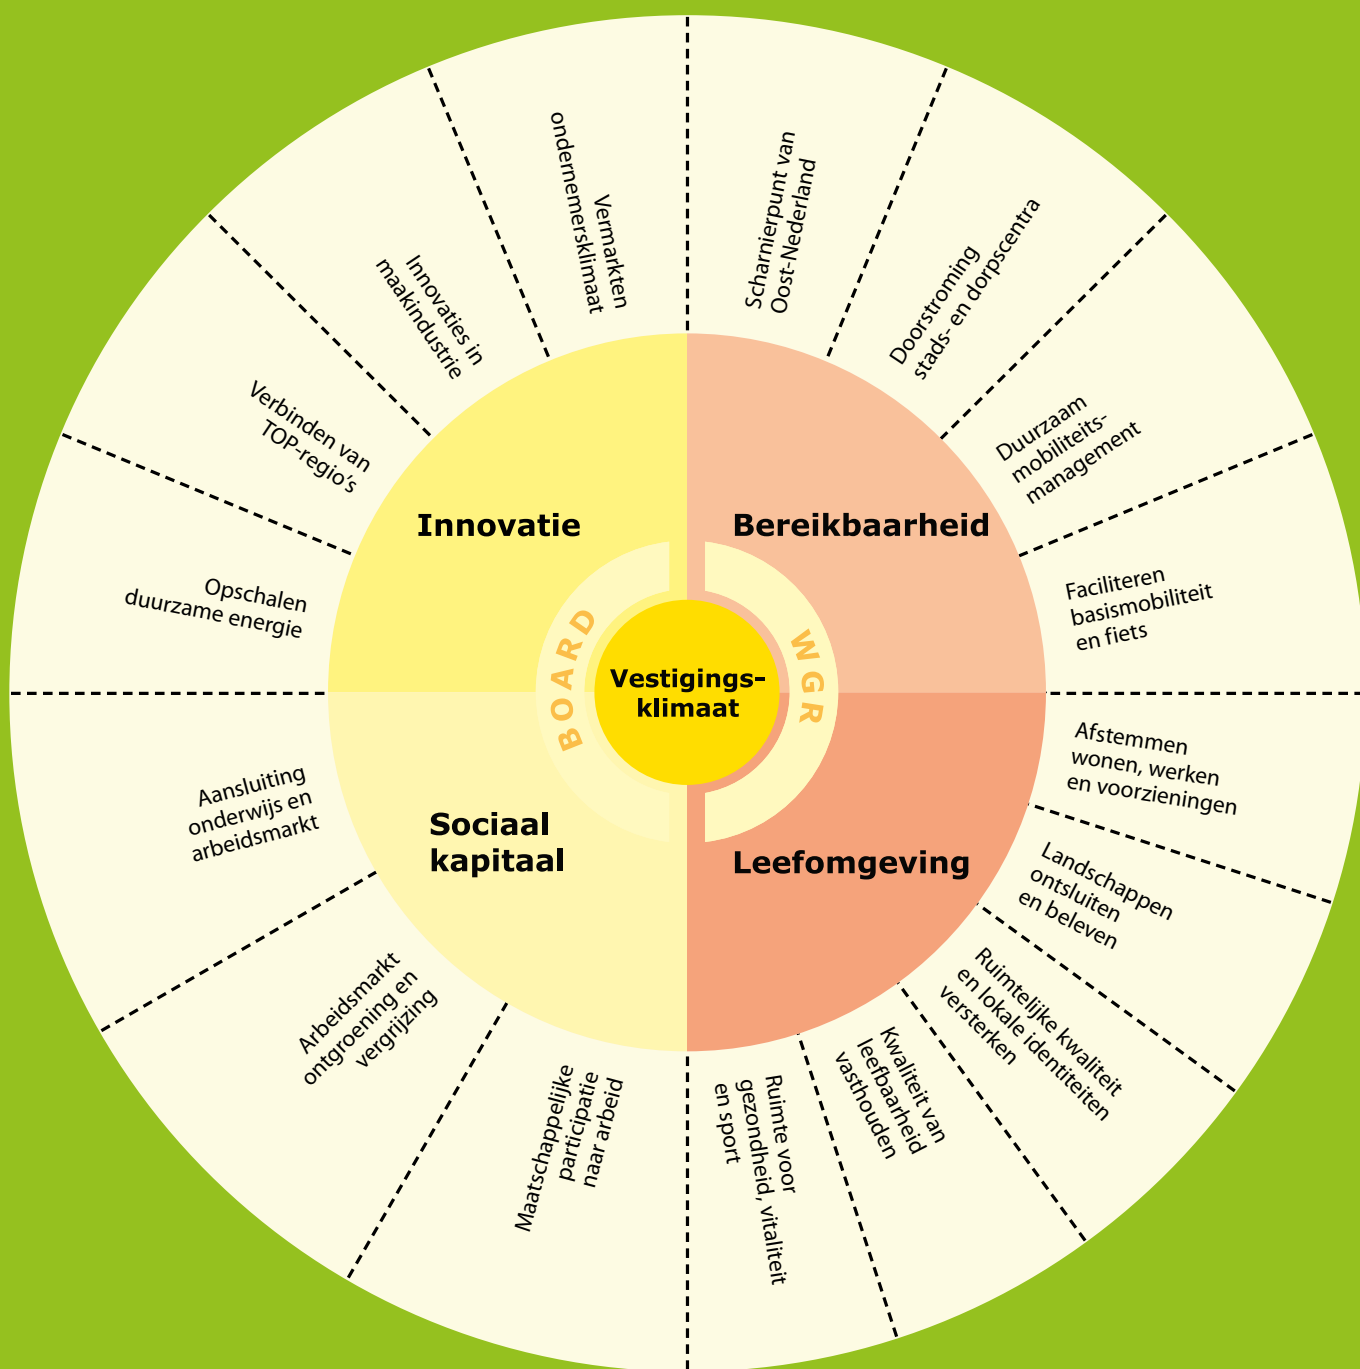 Vermarkten
ondernemersklimaat
Scharnierpunt van
Oost-Nederland
Innovaties in
maakindustrie
Doorstroming
stads- en dorpscentra
Verbinden van
TOP-regio's
Duurzaam
mobiliteits-
management
Opschalen
duurzame energie
Faciliteren
basismobiliteit
en fiets
Innovatie
Bereikbaarheid
BOARD
Vestigings-
klimaat
WGR
Sociaal
kapitaal
Leefomgeving
Aansluiting
onderwijs en
arbeidsmarkt
Afstemmen
wonen, werken
en voorzieningen
Landschappen
ontsluiten
en beleven
Arbeidsmarkt
ontgroening en
vergrijzing
Ruimtelijke kwaliteit
en lokale identiteiten
versterken
Maatschappelijke
participatie
naar arbeid
Ruimte voor
gezondheid, vitaliteit
en sport
Kwaliteit van
leefbaarheid
vasthouden